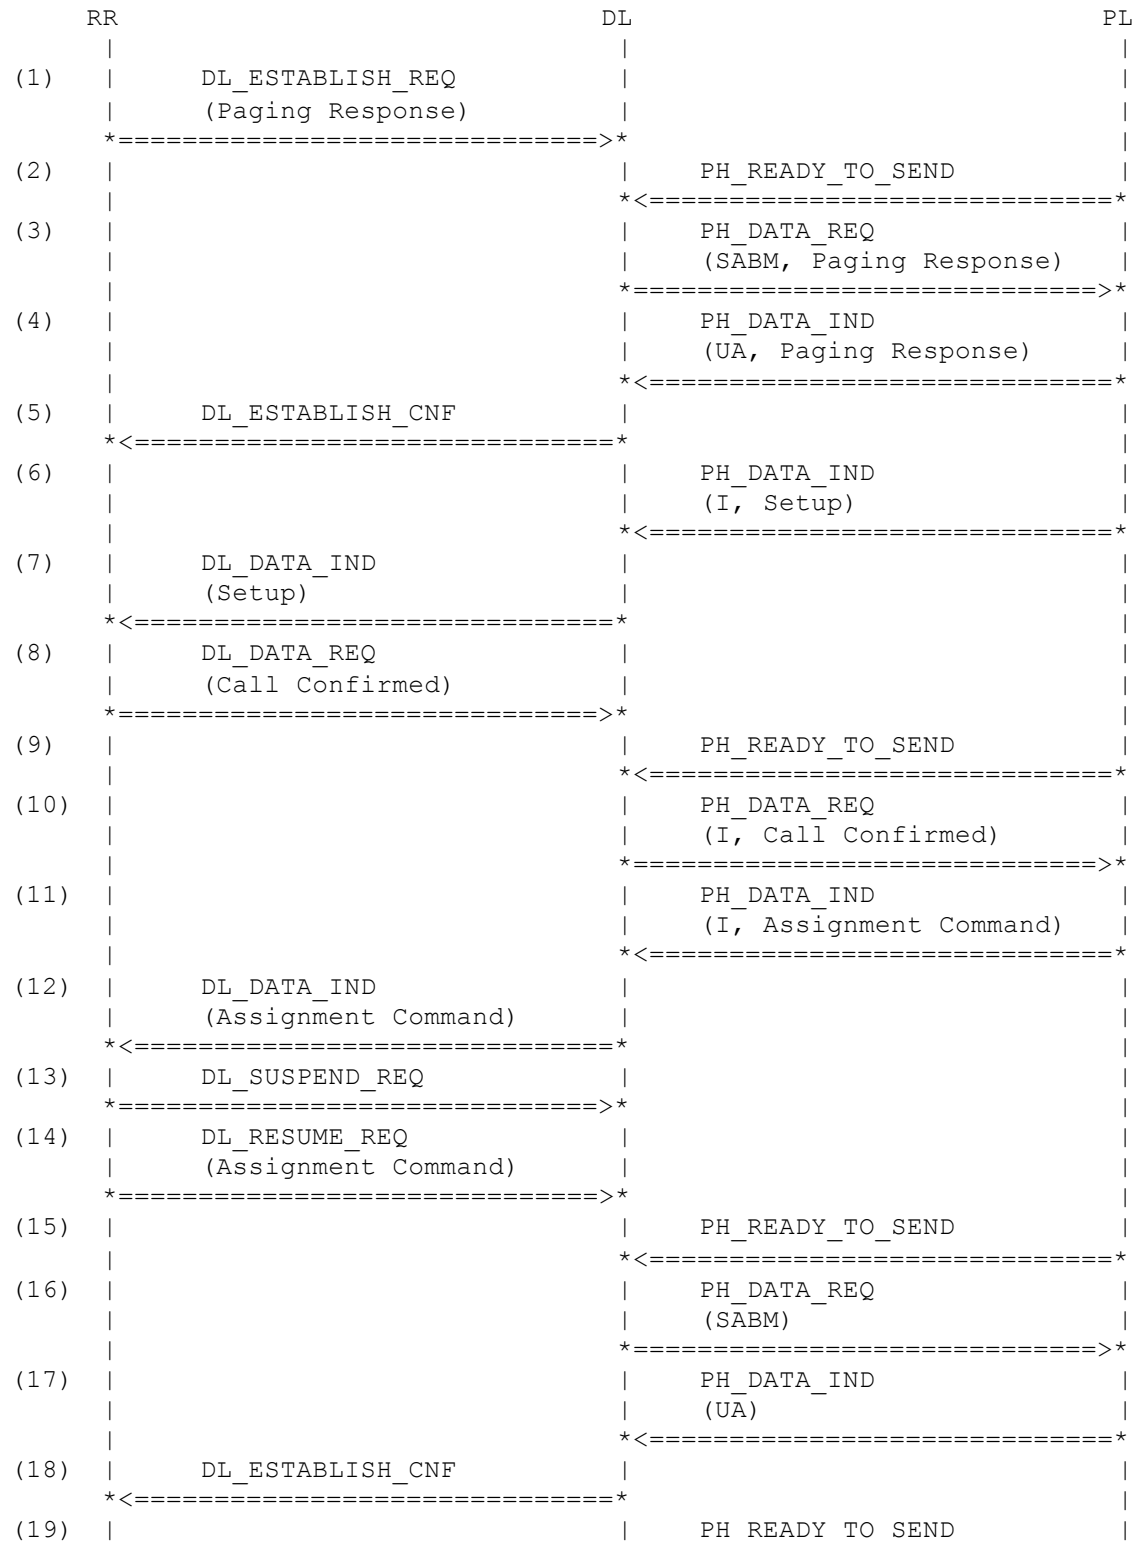 RR DL PL
| | |
(1) | DL_ESTABLISH_REQ | |
| (Paging Response) | |
*==============================>* |
(2) | | PH_READY_TO_SEND |
| *<=============================*
(3) | | PH_DATA_REQ |
| | (SABM, Paging Response) |
| *=============================>*
(4) | | PH_DATA_IND |
| | (UA, Paging Response) |
| *<=============================*
(5) | DL_ESTABLISH_CNF | |
*<==============================* |
(6) | | PH_DATA_IND |
| | (I, Setup) |
| *<=============================*
(7) | DL_DATA_IND | |
| (Setup) | |
*<==============================* |
(8) | DL_DATA_REQ | |
| (Call Confirmed) | |
*==============================>* |
(9) | | PH_READY_TO_SEND |
| *<=============================*
(10) | | PH_DATA_REQ |
| | (I, Call Confirmed) |
| *=============================>*
(11) | | PH_DATA_IND |
| | (I, Assignment Command) |
| *<=============================*
(12) | DL_DATA_IND | |
| (Assignment Command) | |
*<==============================* |
(13) | DL_SUSPEND_REQ | |
*==============================>* |
(14) | DL_RESUME_REQ | |
| (Assignment Command) | |
*==============================>* |
(15) | | PH_READY_TO_SEND |
| *<=============================*
(16) | | PH_DATA_REQ |
| | (SABM) |
| *=============================>*
(17) | | PH_DATA_IND |
| | (UA) |
| *<=============================*
(18) | DL_ESTABLISH_CNF | |
*<==============================* |
(19) | | PH READY TO SEND |